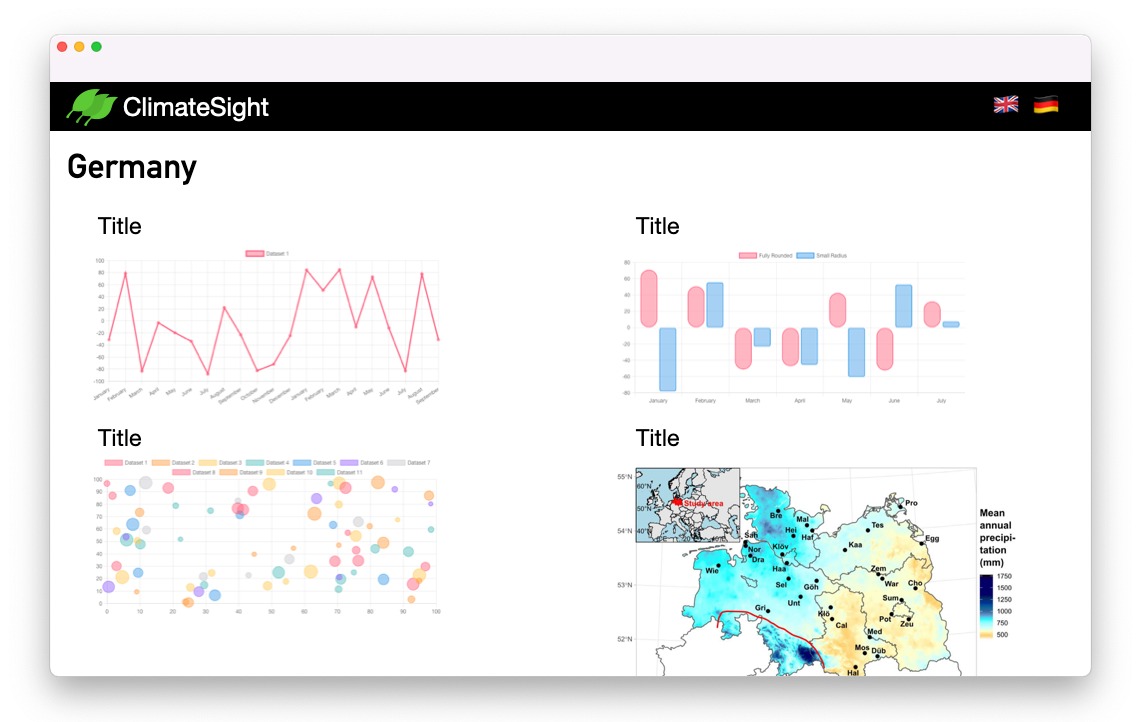 ClimateSight
Germany
Title
Dataset 1
100
80
60
40
20
0
-20
-40
-60
-80
-100
January
February
March
April
May
June
July
August
September
October
November
December
January
February
March
April
May
June
July
August
September
Title
Fully Rounded Small Radius
80
60
40
20
0
-20
-40
-60
-80
January February March April May June July
Title
Dataset 1 Dataset 2 Dataset 3 Dataset 4 Dataset 5 Dataset 6 Dataset 7
Dataset 8 Dataset 9 Dataset 10 Dataset 11
100
90
80
70
60
50
40
30
20
10
0
0 10 20 30 40 50 60 70 80 90 100
Title
55°N
54°N
53°N
52°N
60°N
50°N
40°N
Study area
Bre
Mal
Hei
Haf
Sah
Nor
Dra
Klöv
Haa
Sel
Göh
Unt
Wie
Gri
Pro
Tes
Egg
Kaa
Zem
War
Cho
Sum
Pot
Zeu
Klö
Cal
Med
Mos
Düb
Hal
Mean
annual
precipi-
tation
(mm)
1750
1500
1250
1000
750
500